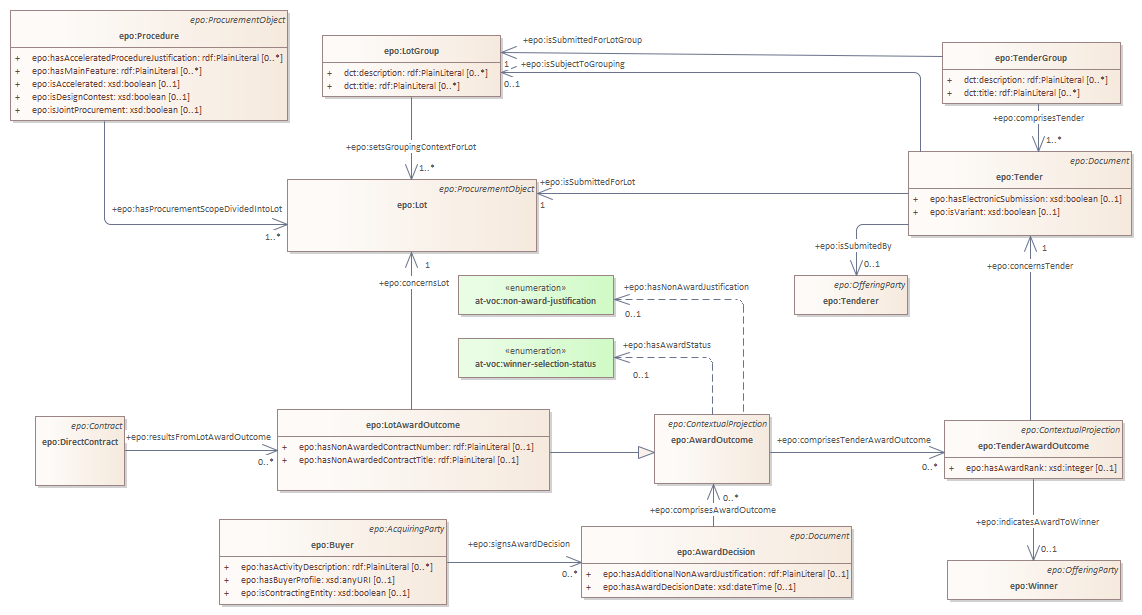 epo:ProcurementObject
epo:Procedure
+ epo:hasAcceleratedProcedureJustification: rdf:PlainLiteral [0..*]
+ epo:hasMainFeature: rdf:PlainLiteral [0..*]
+ epo:isAccelerated: xsd:boolean [0..1]
+ epo:isDesignContest: xsd:boolean [0..1]
+ epo:isJointProcurement: xsd:boolean [0..1]
epo:LotGroup
+ dct:description: rdf:PlainLiteral [0..*]
+ dct:title: rdf:PlainLiteral [0..*]
+epo:isSubmittedForLotGroup
1
+epo:isSubjectToGrouping
0..1
epo:TenderGroup
+ dct:description: rdf:PlainLiteral [0..*]
+ dct:title: rdf:PlainLiteral [0..*]
+epo:comprisesTender
1..*
+epo:setsGroupingContextForLot
1..*
epo:Document
epo:Tender
+ epo:hasElectronicSubmission: xsd:boolean [0..1]
+ epo:isVariant: xsd:boolean [0..1]
epo:ProcurementObject
epo:Lot
+epo:isSubmittedForLot
1
+epo:hasProcurementScopeDividedIntoLot
1..*
+epo:isSubmitedBy
0..1
1
+epo:concernsTender
1
+epo:concernsLot
epo:OfferingParty
epo:Tenderer
«enumeration»
at-voc:non-award-justification
+epo:hasNonAwardJustification
0..1
«enumeration»
at-voc:winner-selection-status
+epo:hasAwardStatus
0..1
epo:Contract
epo:DirectContract
+epo:resultsFromLotAwardOutcome
0..*
epo:LotAwardOutcome
+ epo:hasNonAwardedContractNumber: rdf:PlainLiteral [0..1]
+ epo:hasNonAwardedContractTitle: rdf:PlainLiteral [0..1]
epo:ContextualProjection
epo:AwardOutcome
+epo:comprisesTenderAwardOutcome
0..*
epo:ContextualProjection
epo:TenderAwardOutcome
+ epo:hasAwardRank: xsd:integer [0..1]
0..*
+epo:comprisesAwardOutcome
+epo:indicatesAwardToWinner
0..1
epo:AcquiringParty
epo:Buyer
+ epo:hasActivityDescription: rdf:PlainLiteral [0..*]
+ epo:hasBuyerProfile: xsd:anyURI [0..1]
+ epo:isContractingEntity: xsd:boolean [0..1]
+epo:signsAwardDecision
0..*
epo:Document
epo:AwardDecision
+ epo:hasAdditionalNonAwardJustification: rdf:PlainLiteral [0..1]
+ epo:hasAwardDecisionDate: xsd:dateTime [0..1]
epo:OfferingParty
epo:Winner